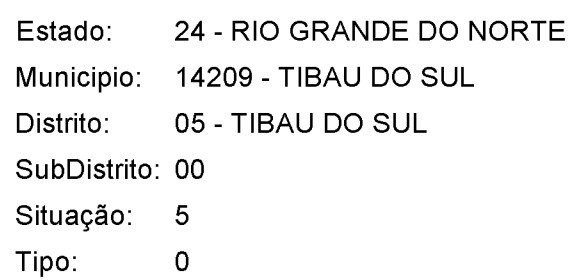 Estado: 24 - RIO GRANDE DO NORTE
Municipio: 14209 - TIBAU DO SUL
Distrito: 05 - TIBAU DO SUL
SubDistrito: 00
Situação: 5
Tipo: 0